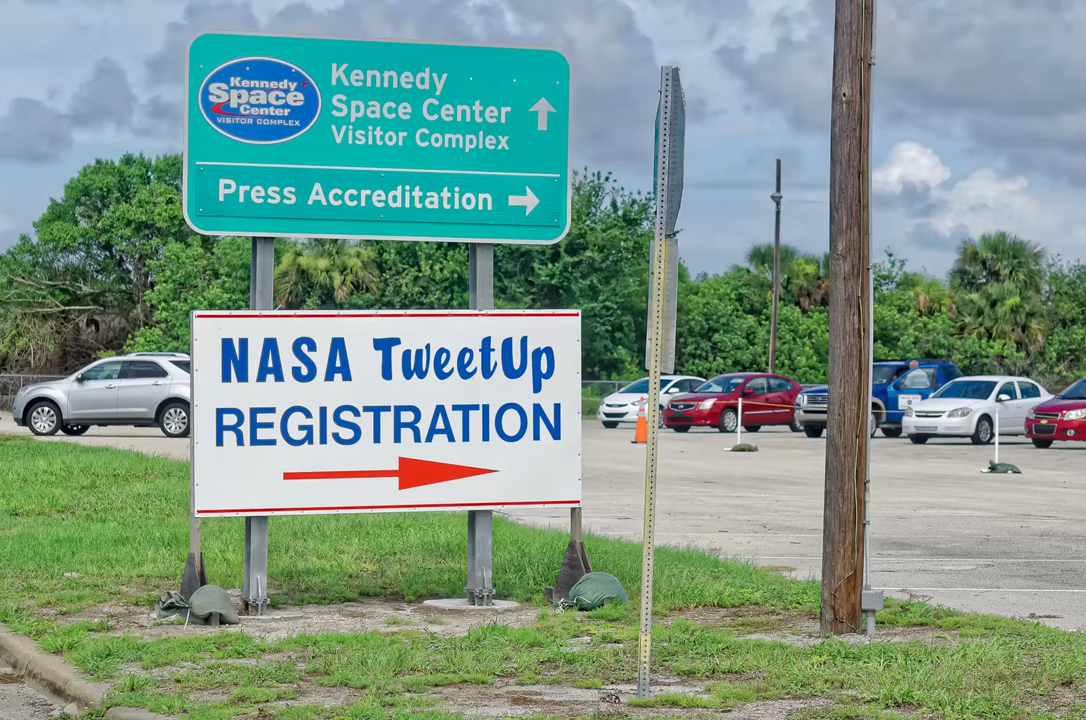 Kennedy
Space
Center
VISITOR COMPLEX
Kennedy
Space Center
Visitor Complex
Press Accreditation
NASA TweetUp
REGISTRATION